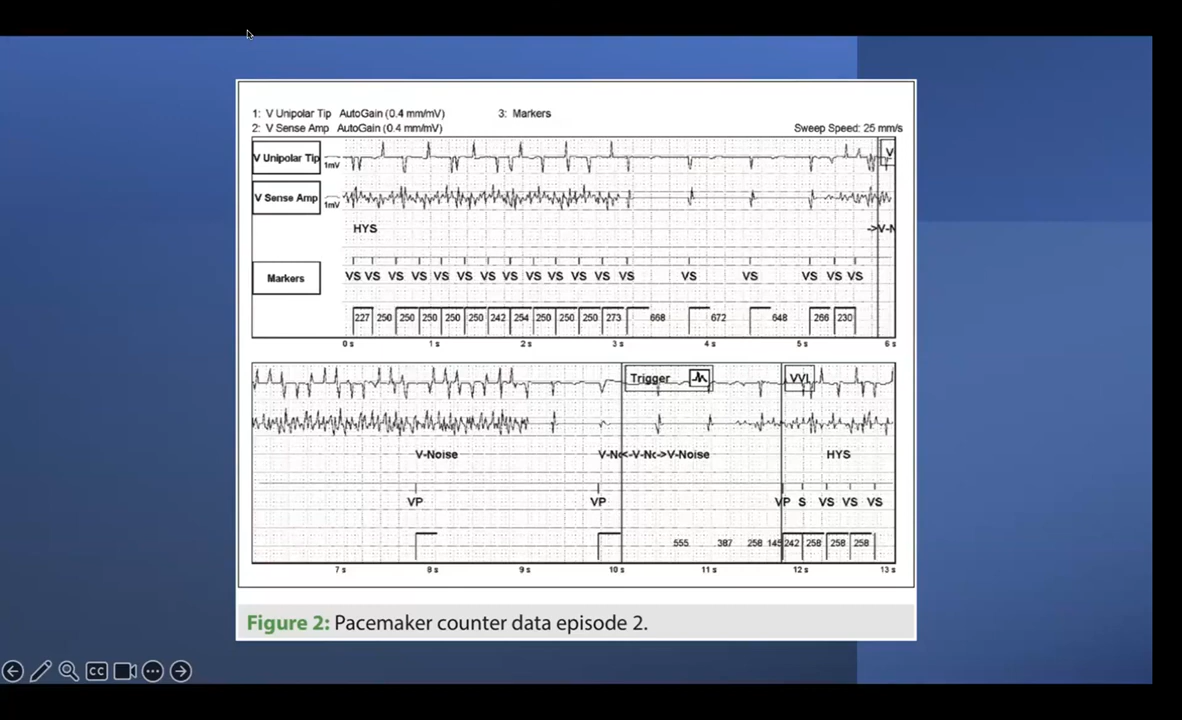 1: V Unipolar Tip AutoGain (0.4 mm/mV) 3: Markers
2: V Sense Amp AutoGain (0.4 mm/mV) Sweep Speed: 25 mm/s
V Unipolar Tip 1mV V
V Sense Amp 1mV
HYS ->V-N
Markers VS VS VS VS VS VS VS VS VS VS VS VS VS VS VS VS VS VS
227 250 250 250 250 250 242 254 250 250 250 273 668 672 648 266 230
0 s 1 s 2 s 3 s 4 s 5 s 6 s
Trigger VVI
V-Noise V-N<-V-N->V-Noise HYS
VP VP VP S VS VS VS
555 387 258 145 242 258 258 258
7 s 8 s 9 s 10 s 11 s 12 s 13 s
Figure 2: Pacemaker counter data episode 2.
CC